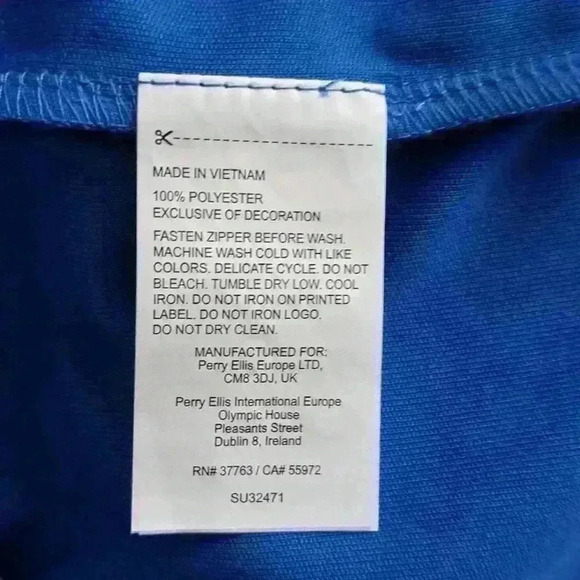 MADE IN VIETNAM
100% POLYESTER
EXCLUSIVE OF DECORATION
FASTEN ZIPPER BEFORE WASH.
MACHINE WASH COLD WITH LIKE
COLORS. DELICATE CYCLE. DO NOT
BLEACH. TUMBLE DRY LOW. COOL
IRON. DO NOT IRON ON PRINTED
LABEL. DO NOT IRON LOGO.
DO NOT DRY CLEAN.
MANUFACTURED FOR:
Perry Ellis Europe LTD,
CM8 3DJ, UK
Perry Ellis International Europe
Olympic House
Pleasants Street
Dublin 8, Ireland
RN# 37763 / CA# 55972
SU32471